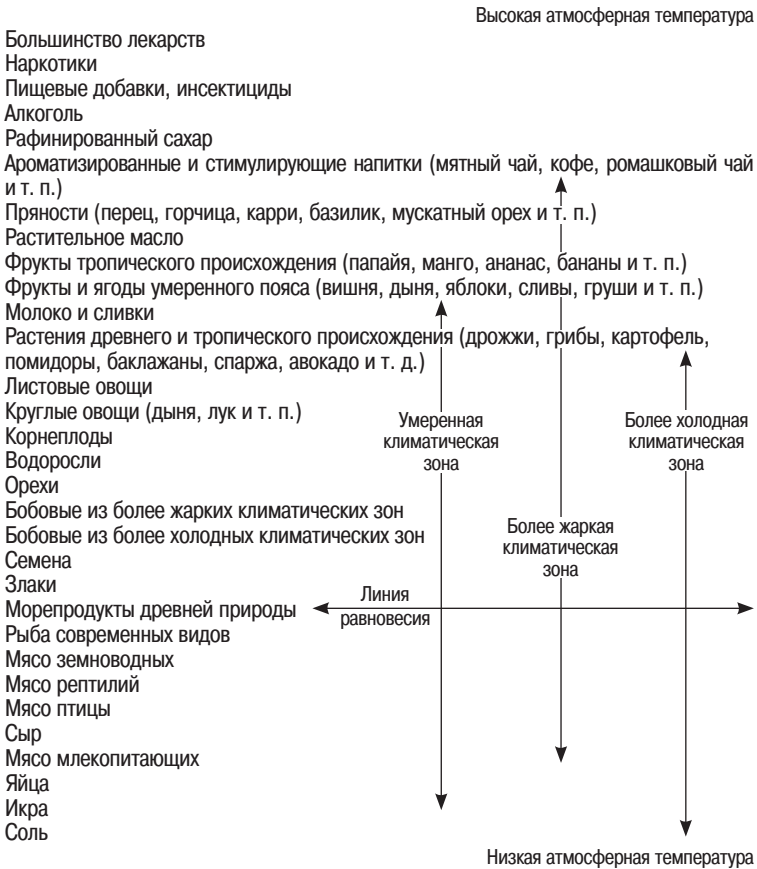 Высокая атмосферная температура
Большинство лекарств
Наркотики
Пищевые добавки, инсектициды
Алкоголь
Рафинированный сахар
Ароматизированные и стимулирующие напитки (мятный чай, кофе, ромашковый чай
и т. п.)
Пряности (перец, горчица, карри, базилик, мускатный орех и т. п.)
Растительное масло
Фрукты тропического происхождения (папайя, манго, ананас, бананы и т. п.)
Фрукты и ягоды умеренного пояса (вишня, дыня, яблоки, сливы, груши и т. п.)
Молоко и сливки
Растения древнего и тропического происхождения (дрожжи, грибы, картофель,
помидоры, баклажаны, спаржа, авокадо и т. д.)
Листовые овощи
Круглые овощи (дыня, лук и т. п.)
Корнеплоды
Водоросли
Орехи
Бобовые из более жарких климатических зон
Бобовые из более холодных климатических зон
Семена
Злаки
Морепродукты древней природы
Рыба современных видов
Мясо земноводных
Мясо рептилий
Мясо птицы
Сыр
Мясо млекопитающих
Яйца
Икра
Соль
Умеренная
климатическая
зона
Более жаркая
климатическая
зона
Более холодная
климатическая
зона
Линия
равновесия
Низкая атмосферная температура